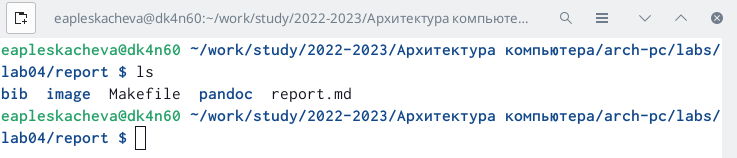 eapleskacheva@dk4n60:~/work/study/2022-2023/Архитектура компьюте...
eapleskacheva@dk4n60 ~/work/study/2022-2023/Архитектура компьютера/arch-pc/labs/
lab04/report $ ls
bib image Makefile pandoc report.md
eapleskacheva@dk4n60 ~/work/study/2022-2023/Архитектура компьютера/arch-pc/labs/
lab04/report $